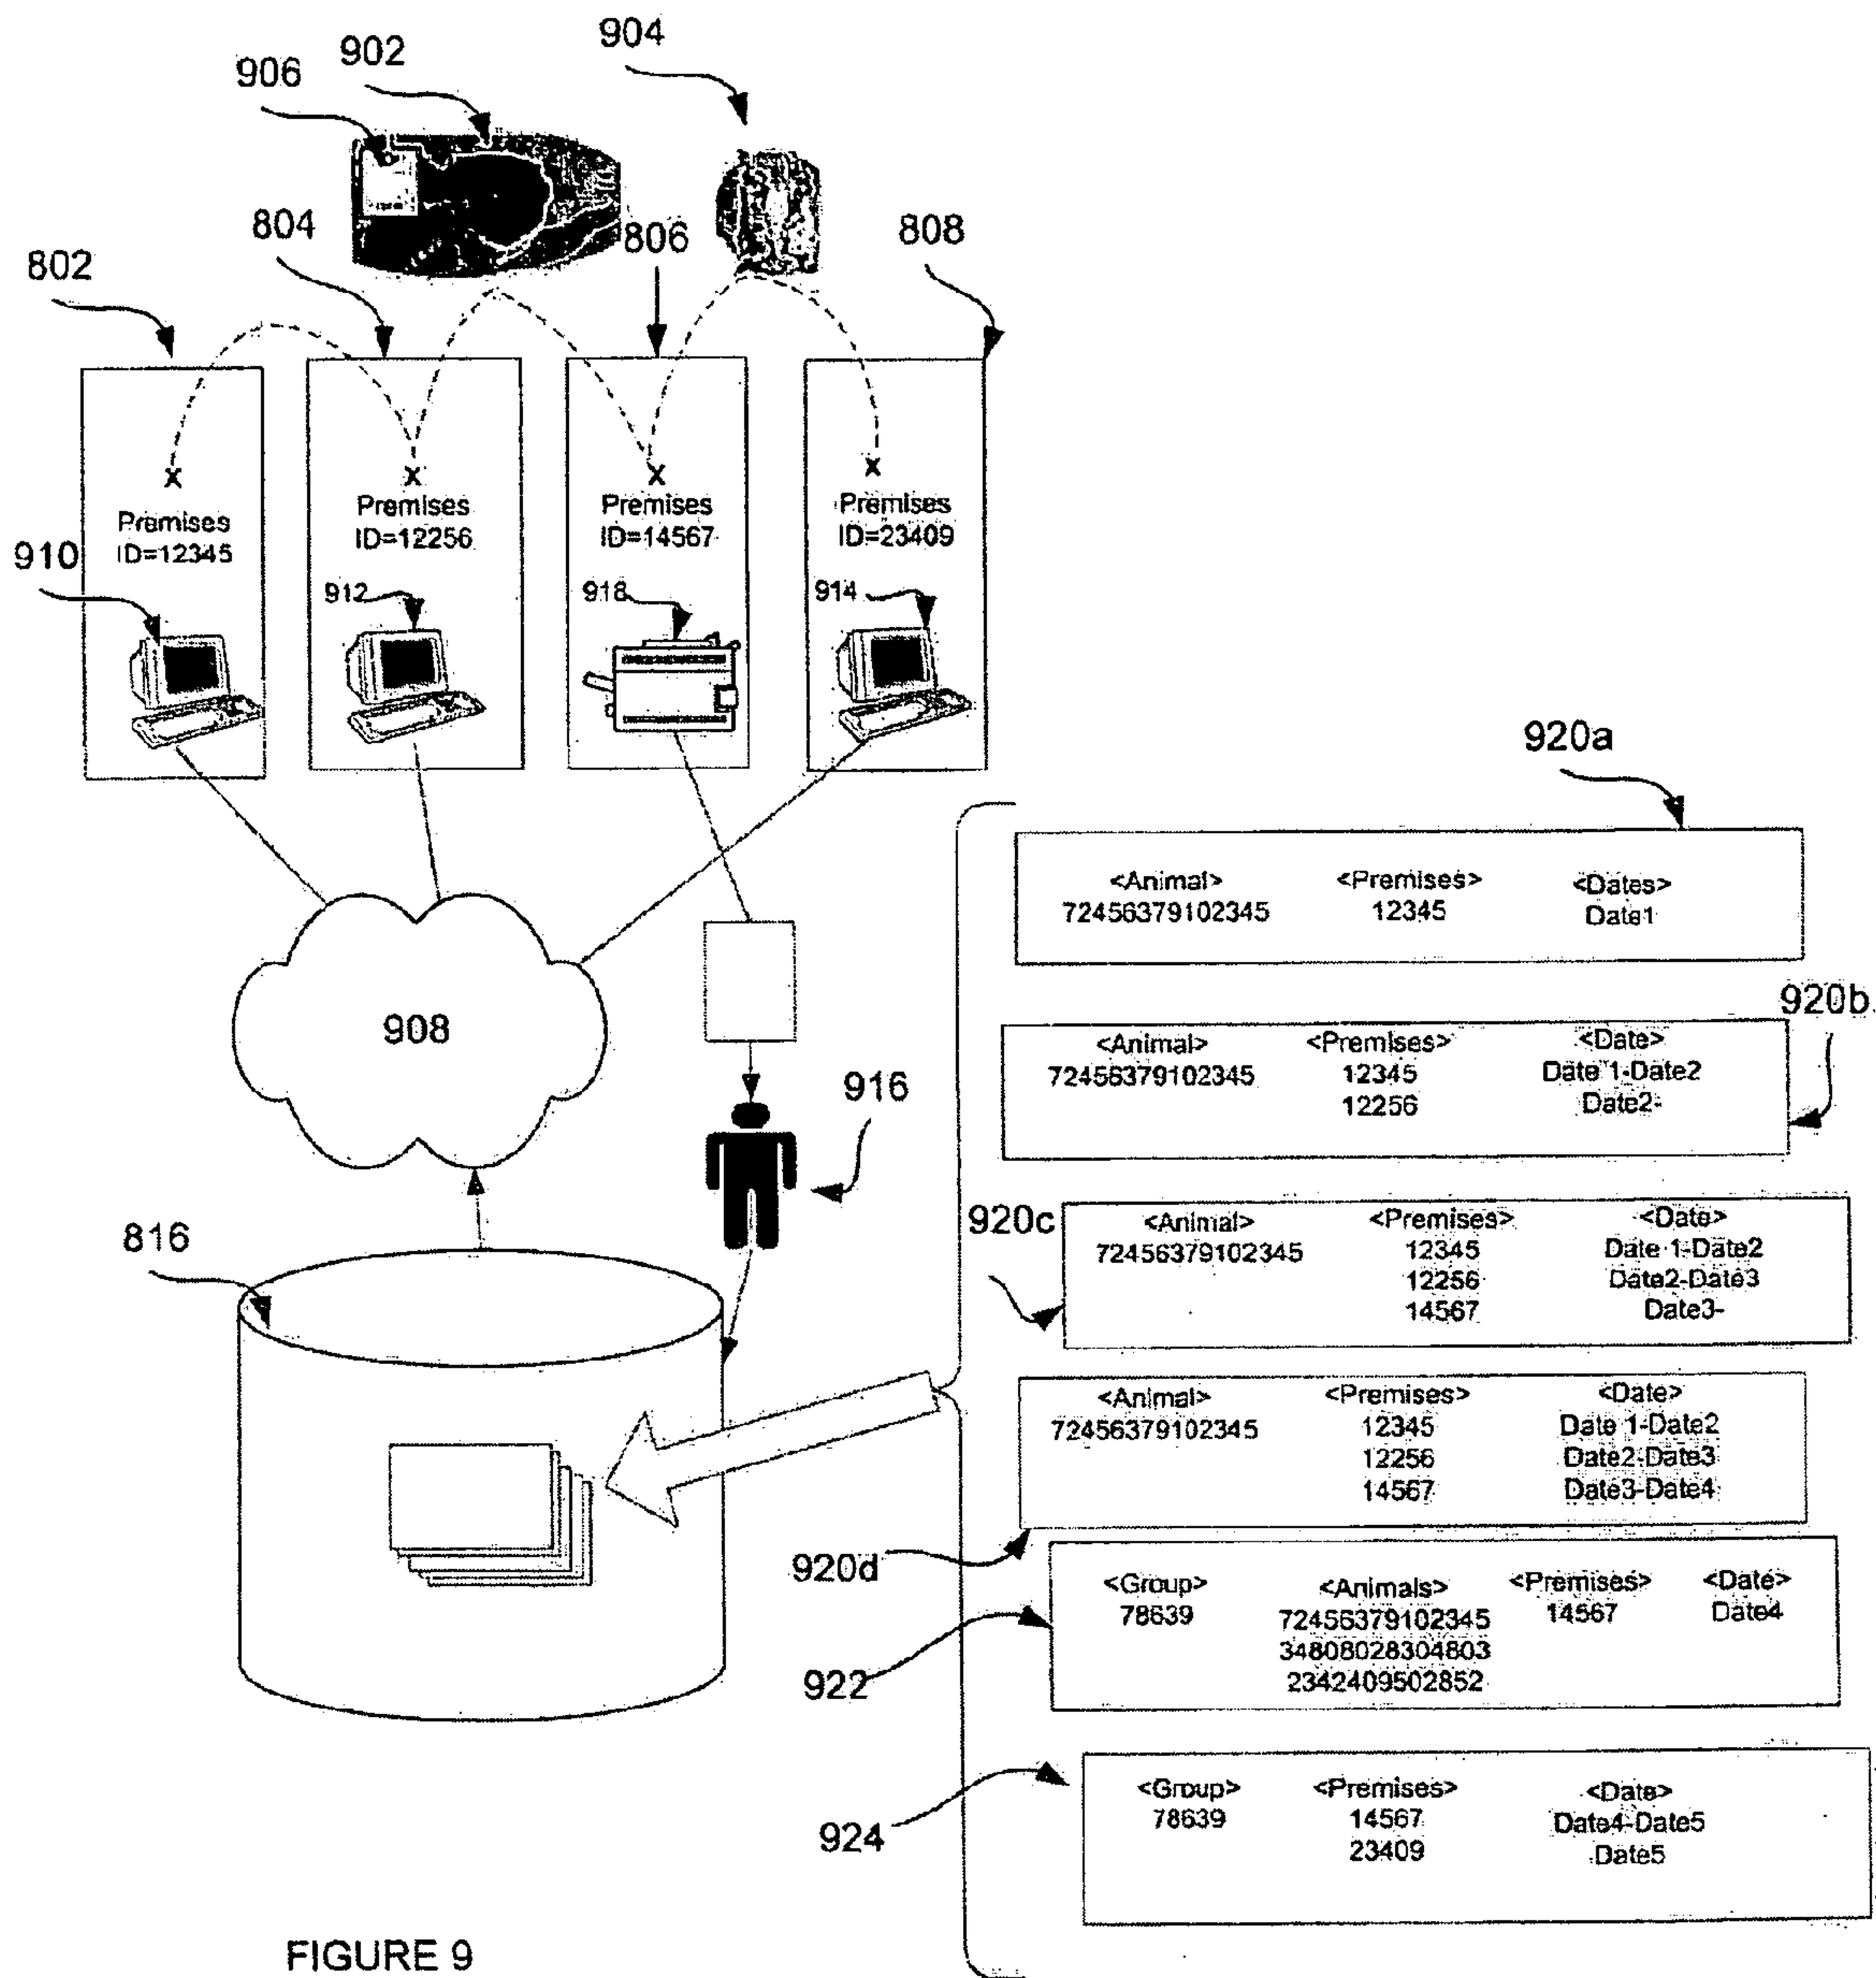 902
904
906
804
806
808
802
Premises
ID=12345
Premises
ID=12256
Premises
ID=14567
Premises
ID=23409
910
912
918
914
920a
<Animal> <Premises> <Dates>
72456379102345 12345 Date1
908
920b
<Animal> <Premises> <Date>
72456379102345 12345 Date 1-Date2
12256 Date2-
916
920c
<Animal> <Premises> <Date>
72456379102345 12345 Date 1-Date2
12256 Date2-Date3
14567 Date3-
816
<Animal> <Premises> <Date>
72456379102345 12345 Date 1-Date2
12256 Date2-Date3
14567 Date3-Date4
920d
<Group> <Animals> <Premises> <Date>
78639 72456379102345 14567 Date4
34808028304803
2342409502852
922
<Group> <Premises> <Date>
78639 14567 Date4-Date5
23409 Date5
924
FIGURE 9